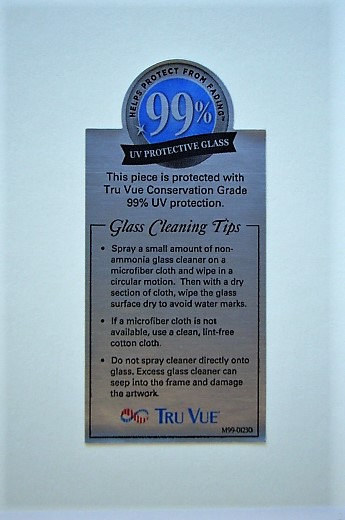 HELPS PROTECT FROM FADING™
99%
UV PROTECTIVE GLASS
This piece is protected with
Tru Vue Conservation Grade
99% UV protection.
Glass Cleaning Tips
• Spray a small amount of non-
ammonia glass cleaner on a
microfiber cloth and wipe in a
circular motion. Then with a dry
section of cloth, wipe the glass
surface dry to avoid water marks.
• If a microfiber cloth is not
available, use a clean, lint-free
cotton cloth.
• Do not spray cleaner directly onto
glass. Excess glass cleaner can
seep into the frame and damage
the artwork.
TRU VUE
M99-01230